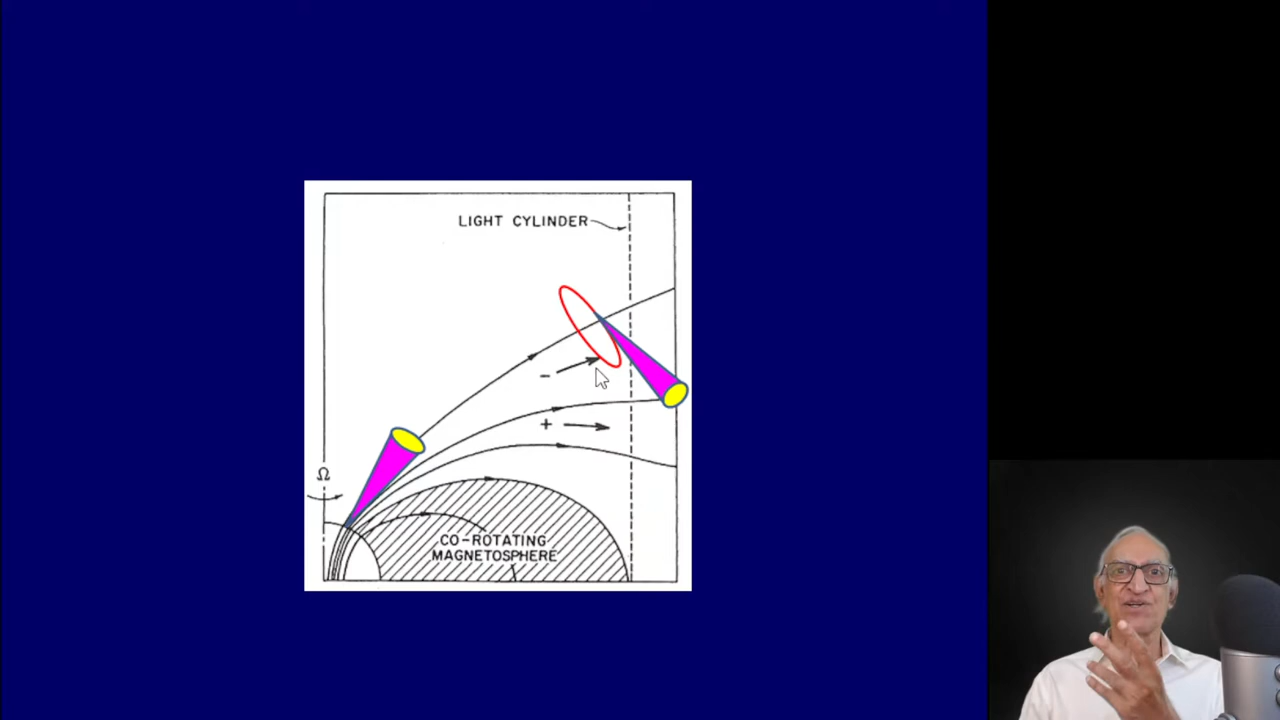 LIGHT CYLINDER
-
+
Ω
CO-ROTATING
MAGNETOSPHERE